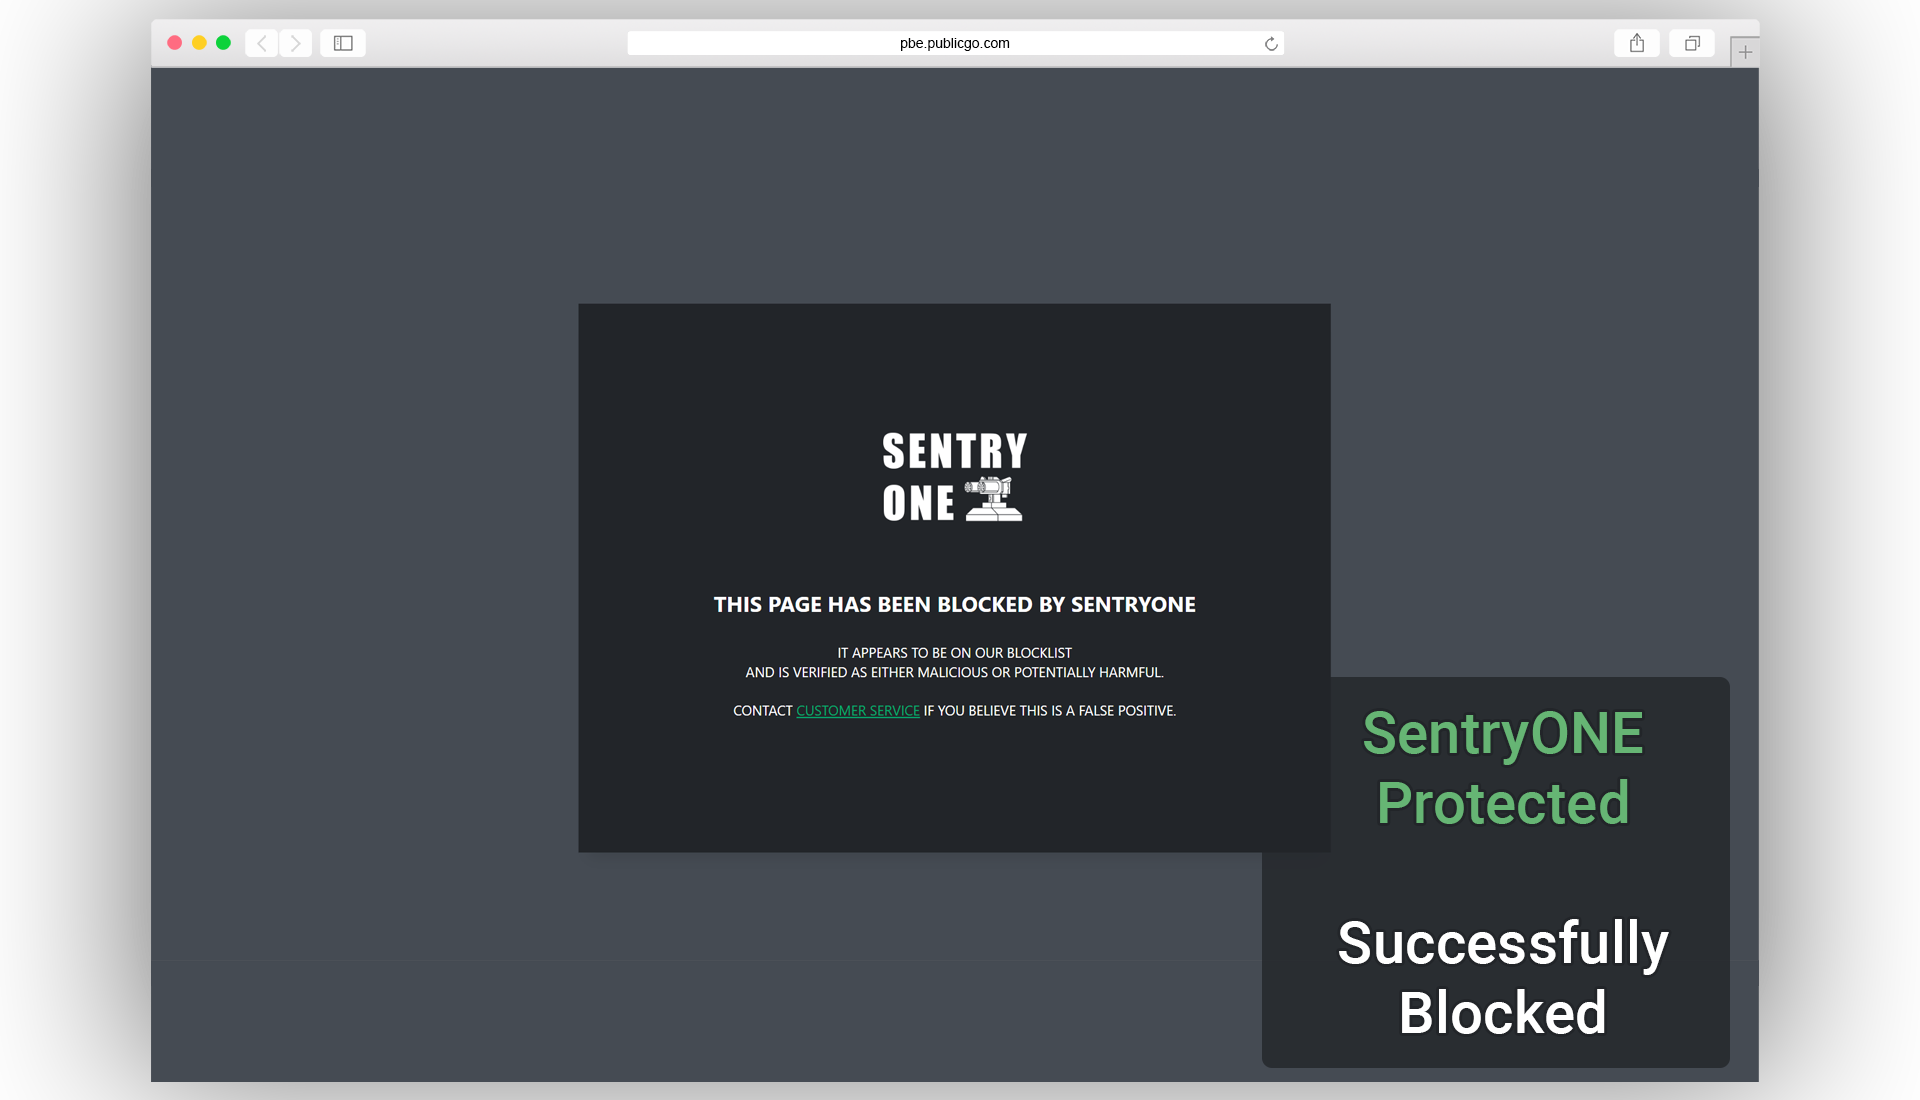 pbe.publicgo.com
SENTRY
ONE
THIS PAGE HAS BEEN BLOCKED BY SENTRYONE
IT APPEARS TO BE ON OUR BLOCKLIST
AND IS VERIFIED AS EITHER MALICIOUS OR POTENTIALLY HARMFUL.
CONTACT CUSTOMER SERVICE IF YOU BELIEVE THIS IS A FALSE POSITIVE.
SentryONE
Protected
Successfully
Blocked